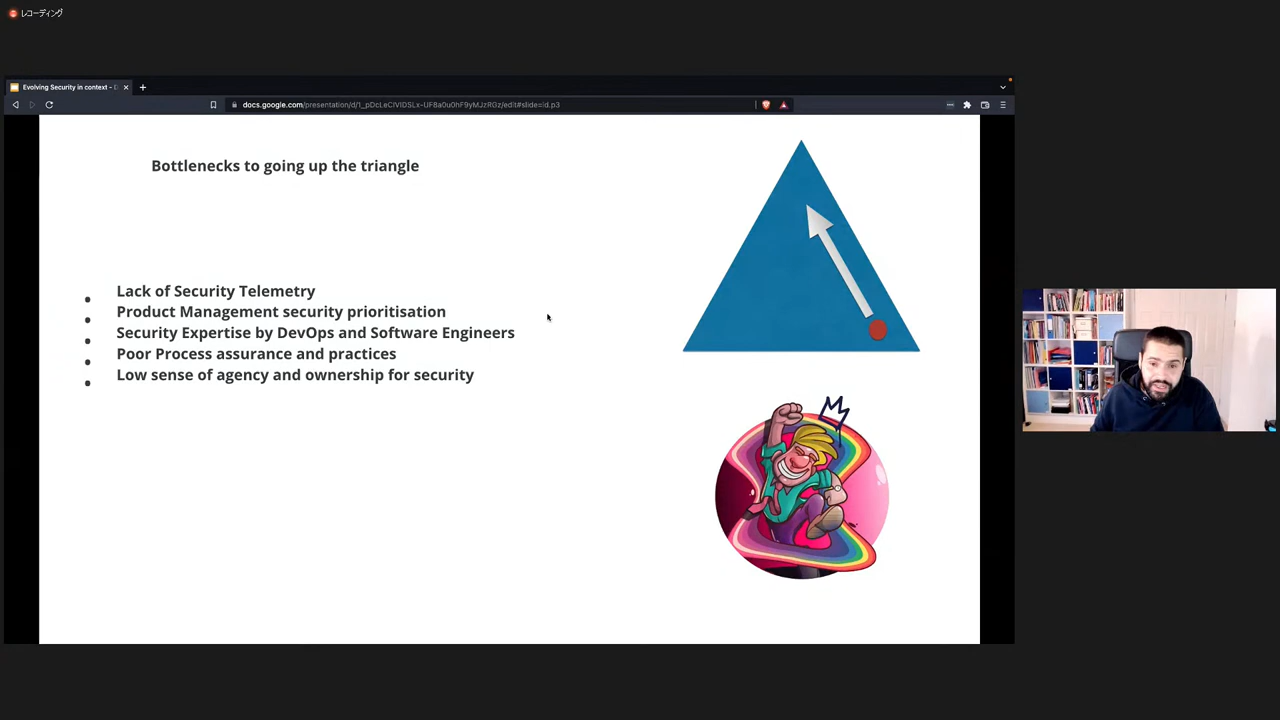 レコーディング
Evolving Security in context - D
docs.google.com/presentation/d/1_pDcLeCIVIDSLx-UF8a0u0hF9yMJzRGz/edit#slide=id.p3
Bottlenecks to going up the triangle
Lack of Security Telemetry
Product Management security prioritisation
Security Expertise by DevOps and Software Engineers
Poor Process assurance and practices
Low sense of agency and ownership for security